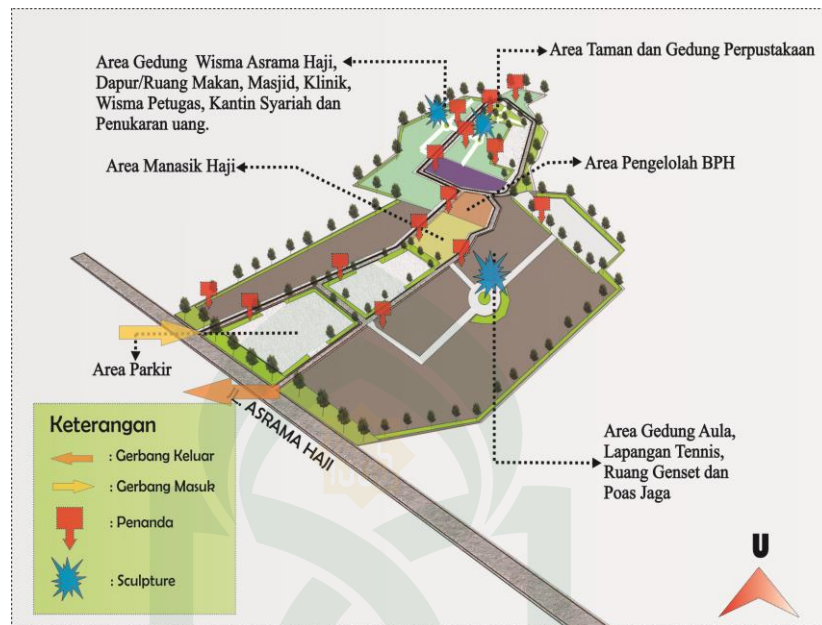 Area Gedung Wisma Asrama Haji,
Dapur/Ruang Makan, Masjid, Klinik,
Wisma Petugas, Kantin Syariah dan
Penukaran uang.
Area Taman dan Gedung Perpustakaan
Area Manasik Haji
Area Pengelolah BPH
Area Parkir
JL. ASRAMA HAJI
Area Gedung Aula,
Lapangan Tennis,
Ruang Genset dan
Poas Jaga
Keterangan
: Gerbang Keluar
: Gerbang Masuk
: Penanda
: Sculpture
U